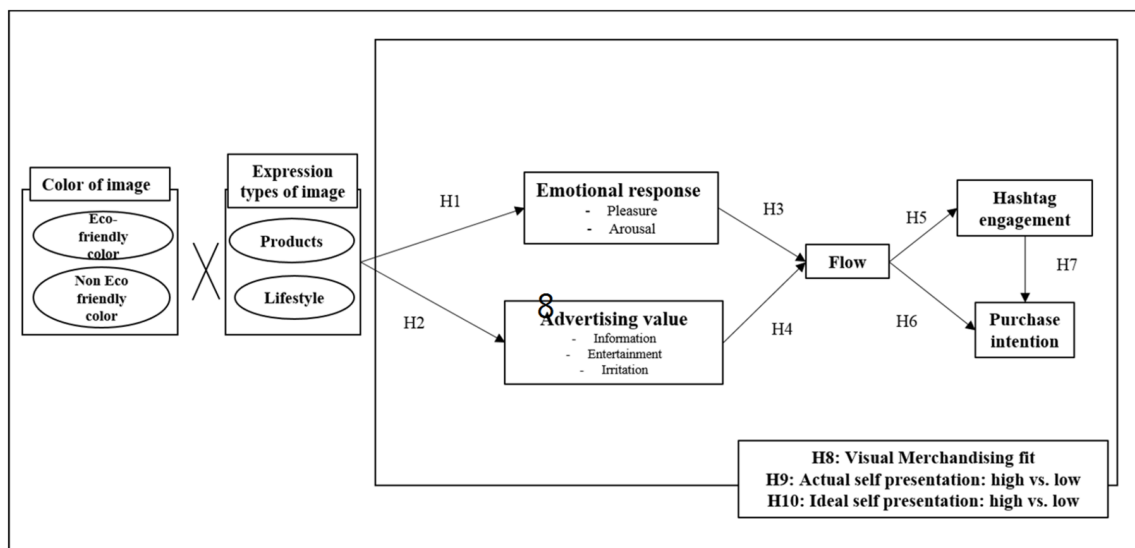 Color of image
Eco-
friendly
color
Non Eco
friendly
color
Expression
types of image
Products
Lifestyle
H1
H2
Emotional response
- Pleasure
- Arousal
8
Advertising value
- Information
- Entertainment
- Irritation
H3
H4
Flow
H5
H6
Hashtag
engagement
H7
Purchase
intention
H8: Visual Merchandising fit
H9: Actual self presentation: high vs. low
H10: Ideal self presentation: high vs. low